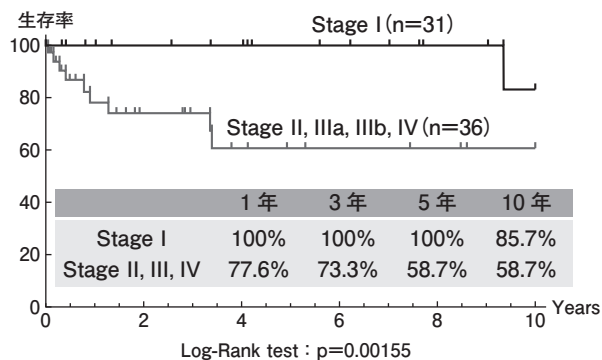 生存率
100
80
60
40
20
0
Stage I（n＝31）
Stage II, IIIa, IIIb, IV（n＝36）
1 年 3 年 5 年 10 年
Stage I 100% 100% 100% 85.7%
Stage II, III, IV 77.6% 73.3% 58.7% 58.7%
0 2 4 6 8 10 Years
Log-Rank test：p＝0.00155